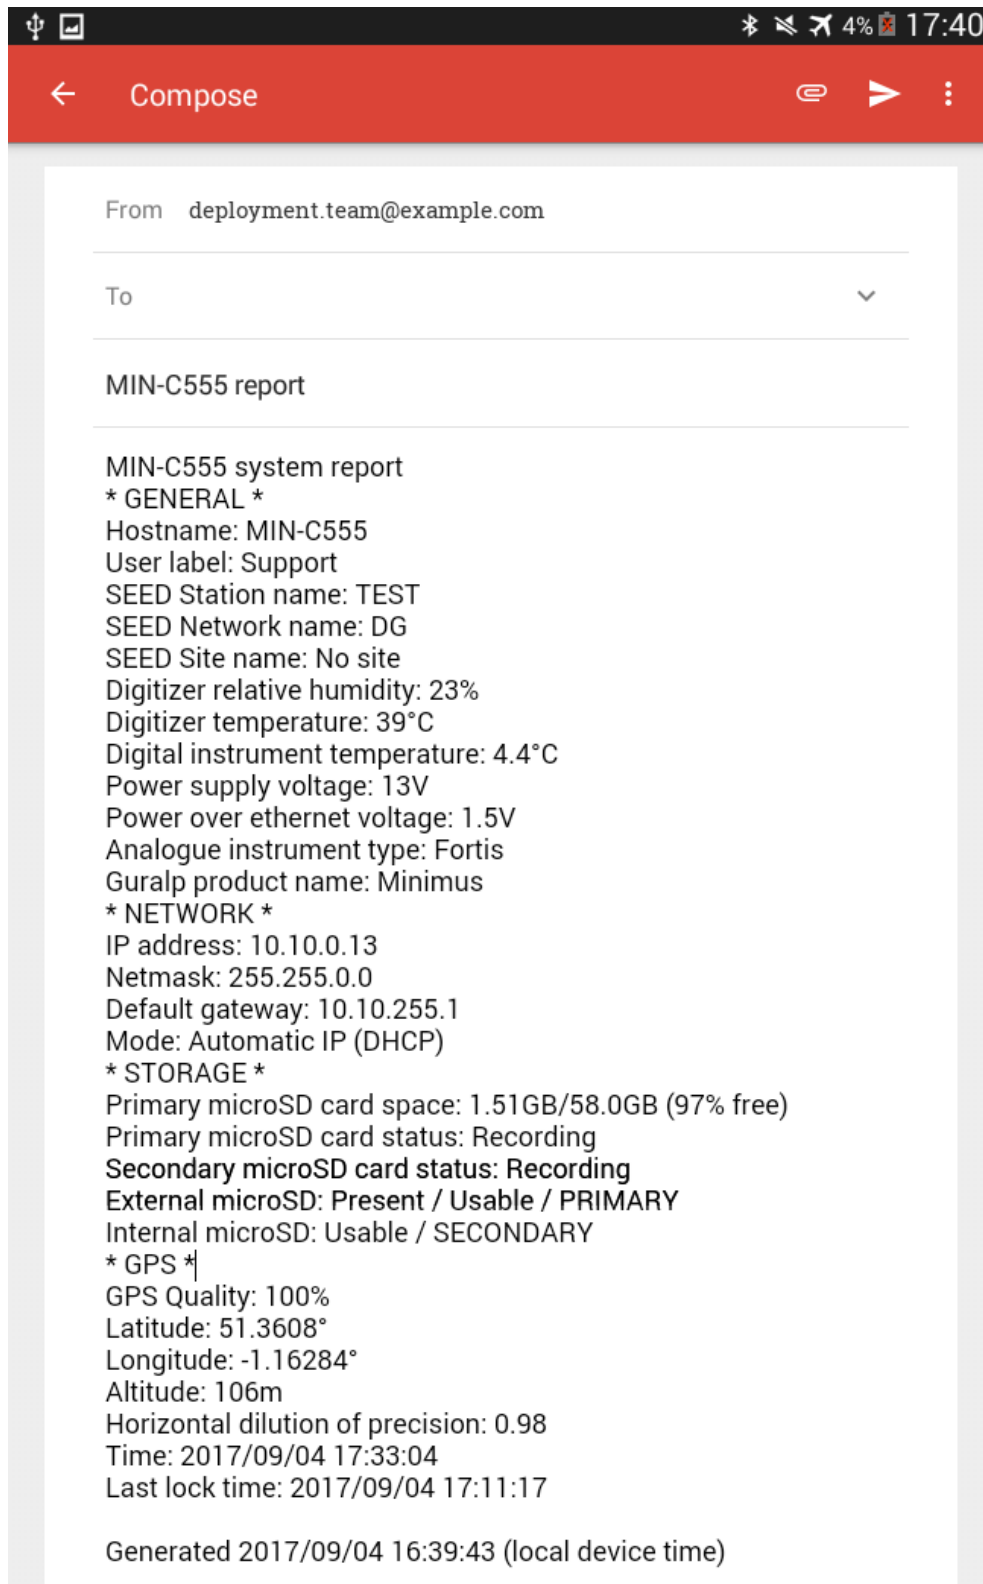 4% 17:40
Compose
From deployment.team@example.com
To
MIN-C555 report
MIN-C555 system report
* GENERAL *
Hostname: MIN-C555
User label: Support
SEED Station name: TEST
SEED Network name: DG
SEED Site name: No site
Digitizer relative humidity: 23%
Digitizer temperature: 39°C
Digital instrument temperature: 4.4°C
Power supply voltage: 13V
Power over ethernet voltage: 1.5V
Analogue instrument type: Fortis
Guralp product name: Minimus
* NETWORK *
IP address: 10.10.0.13
Netmask: 255.255.0.0
Default gateway: 10.10.255.1
Mode: Automatic IP (DHCP)
* STORAGE *
Primary microSD card space: 1.51GB/58.0GB (97% free)
Primary microSD card status: Recording
Secondary microSD card status: Recording
External microSD: Present / Usable / PRIMARY
Internal microSD: Usable / SECONDARY
* GPS *
GPS Quality: 100%
Latitude: 51.3608°
Longitude: -1.16284°
Altitude: 106m
Horizontal dilution of precision: 0.98
Time: 2017/09/04 17:33:04
Last lock time: 2017/09/04 17:11:17
Generated 2017/09/04 16:39:43 (local device time)